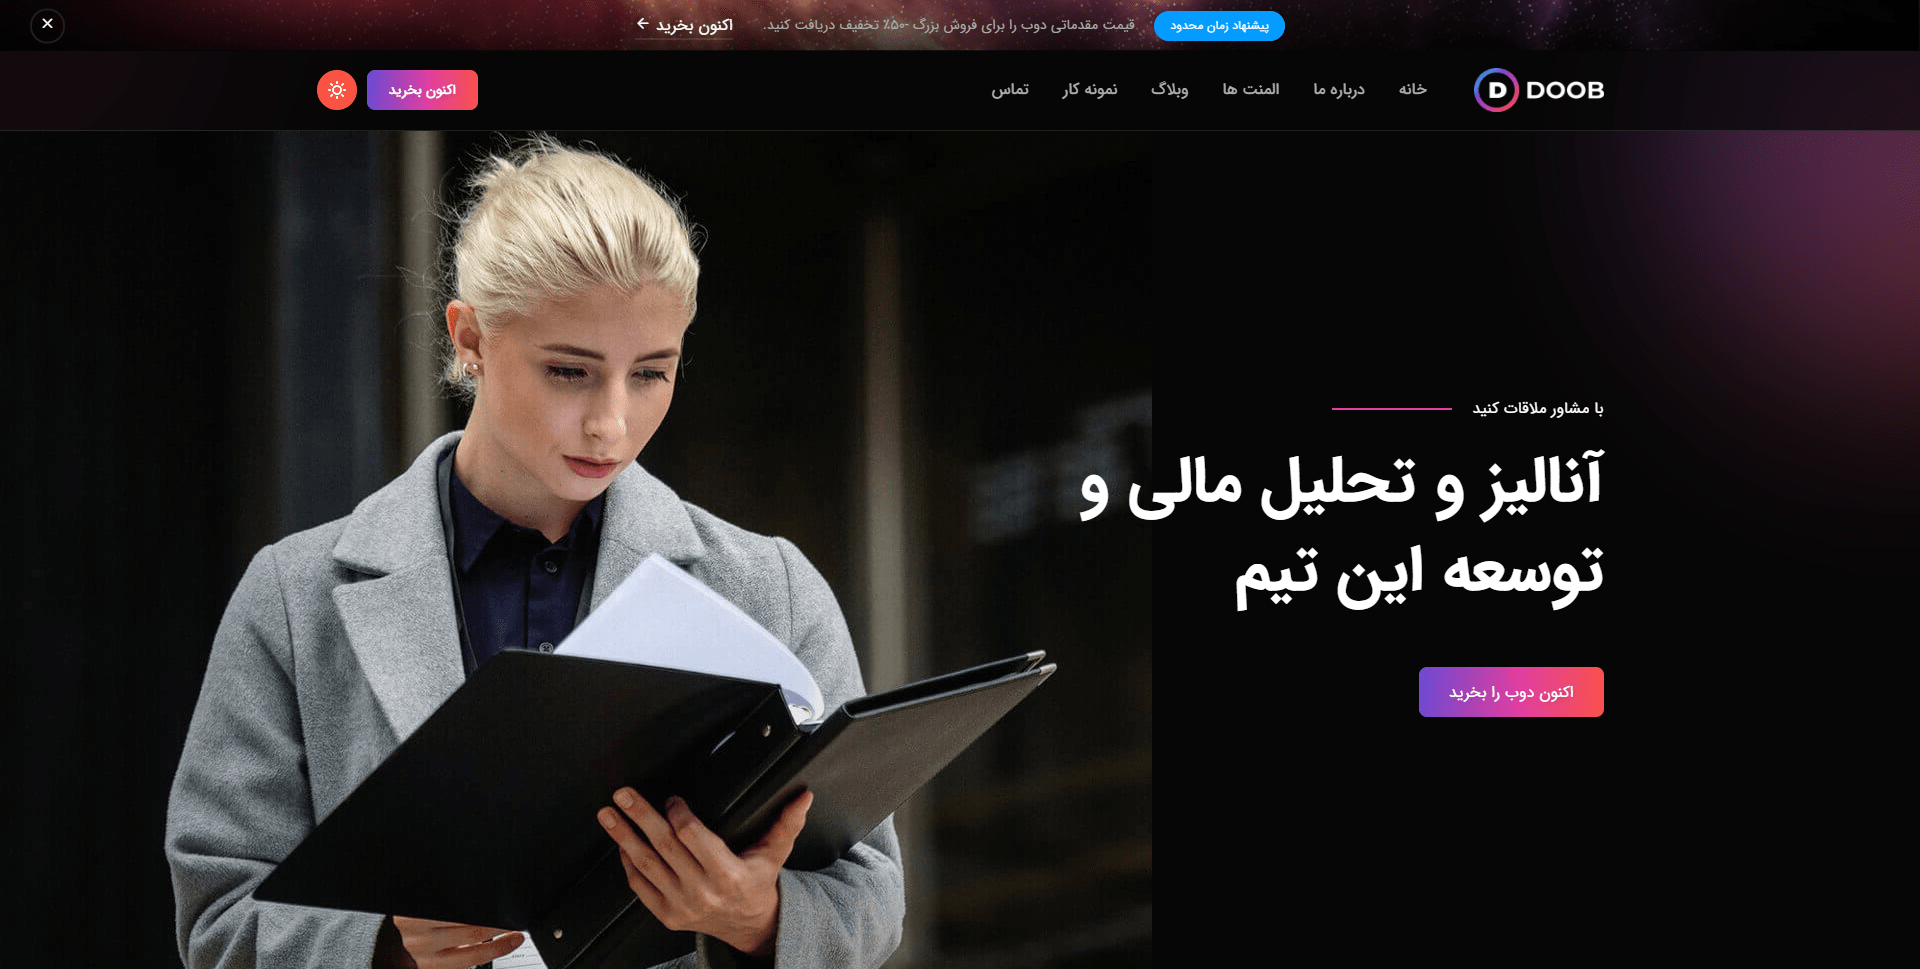 پیشنهاد زمان محدود
قیمت مقدماتی دوب را برای فروش بزرگ -۵۰٪ تخفیف دریافت کنید.
اکنون بخرید
DOOB
خانه
درباره ما
المنت ها
وبلاگ
نمونه کار
تماس
اکنون بخرید
با مشاور ملاقات کنید
آنالیز و تحلیل مالی و
توسعه این تیم
اکنون دوب را بخرید